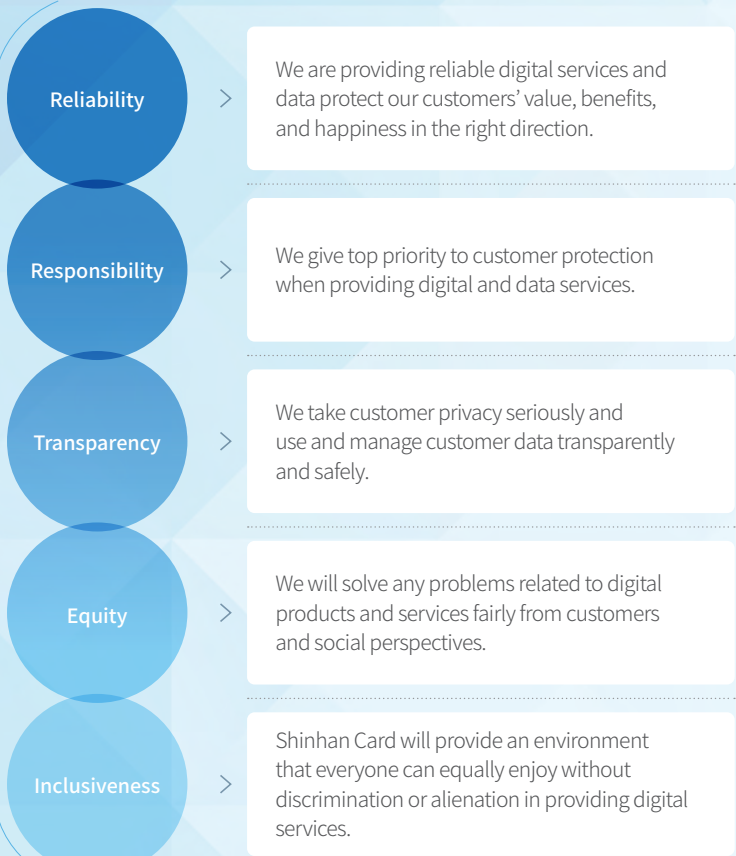 Reliability
We are providing reliable digital services and
data protect our customers’ value, benefits,
and happiness in the right direction.
Responsibility
We give top priority to customer protection
when providing digital and data services.
Transparency
We take customer privacy seriously and
use and manage customer data transparently
and safely.
Equity
We will solve any problems related to digital
products and services fairly from customers
and social perspectives.
Inclusiveness
Shinhan Card will provide an environment
that everyone can equally enjoy without
discrimination or alienation in providing digital
services.